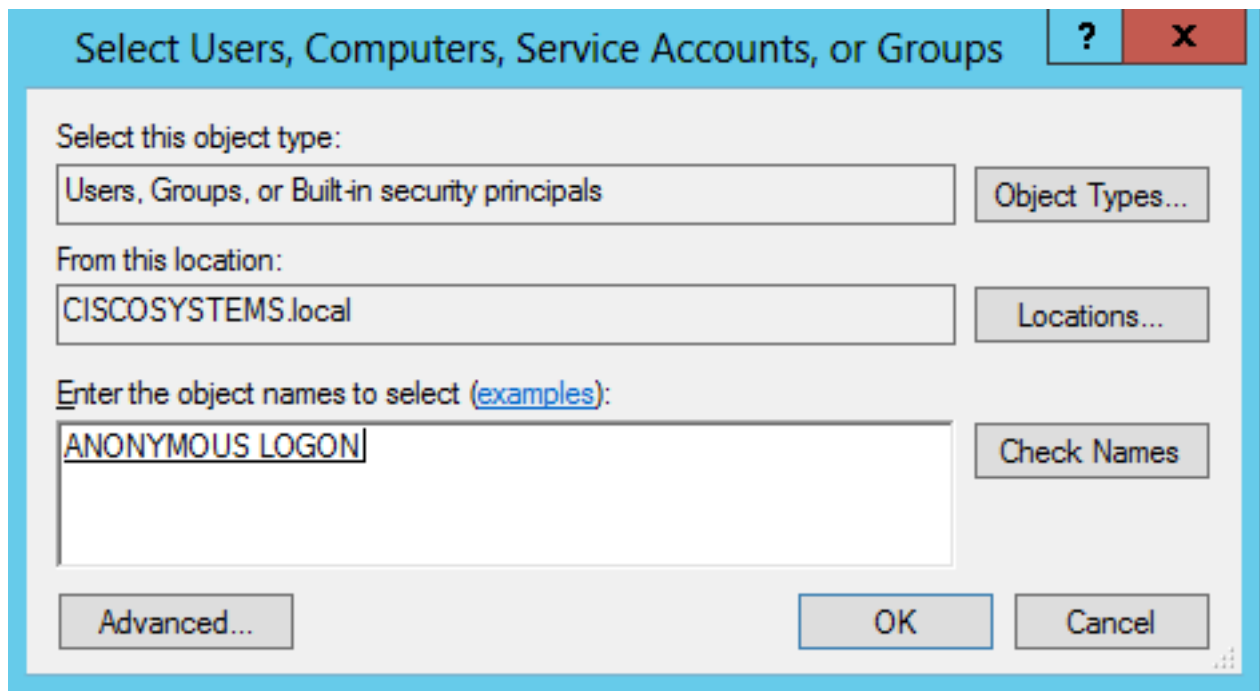 Select Users, Computers, Service Accounts, or Groups
?
x
Select this object type:
Users, Groups, or Built-in security principals
Object Types...
From this location:
CISCOSYSTEMS.local
Locations...
Enter the object names to select (examples):
ANONYMOUS LOGON
Check Names
Advanced...
OK
Cancel